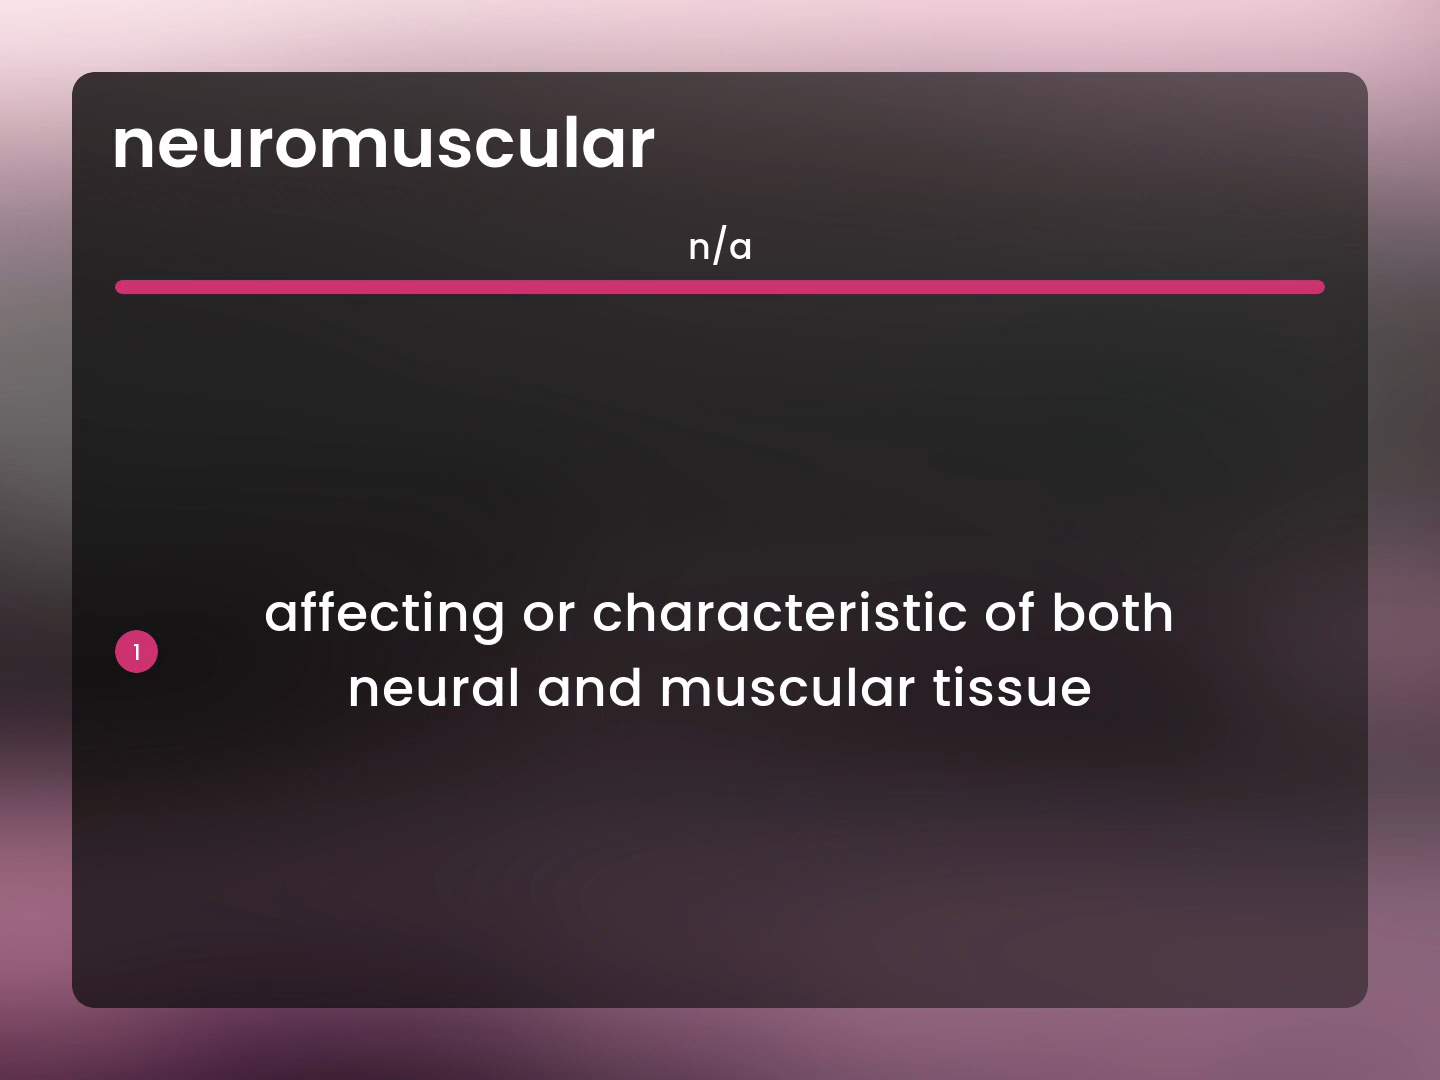 neuromuscular
n/a
1
affecting or characteristic of both
neural and muscular tissue